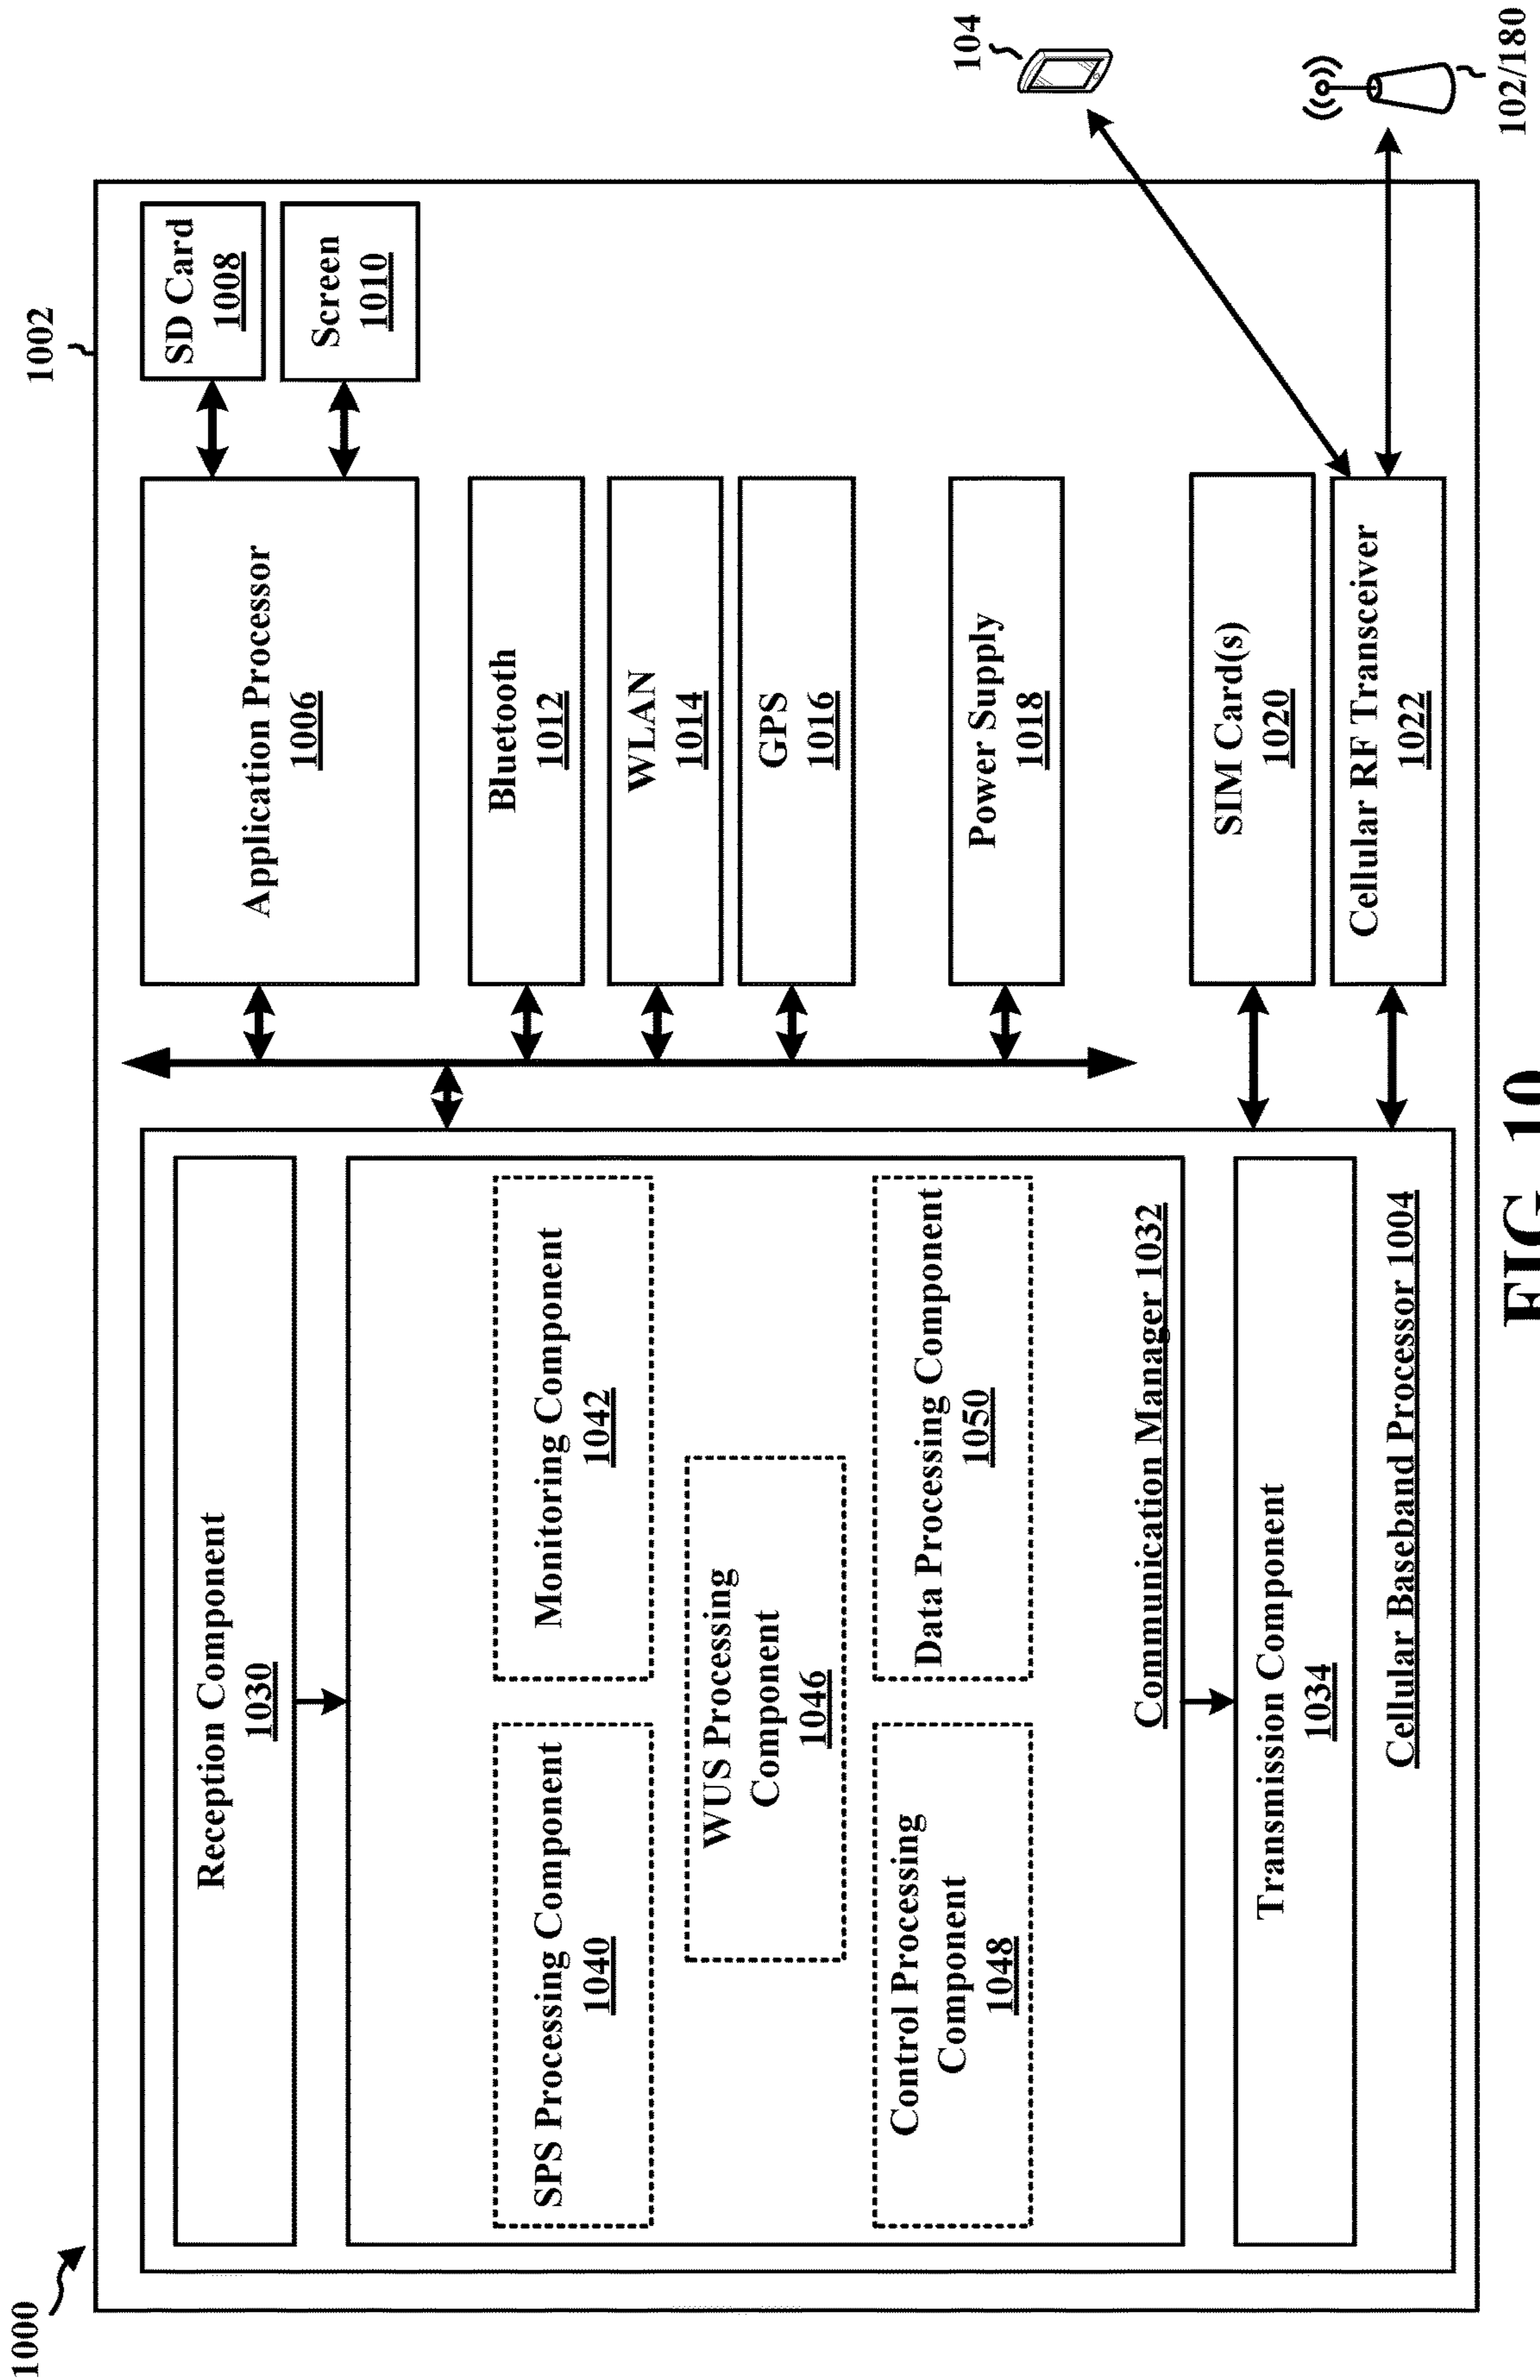 1000
1002
Reception Component
1030
SPS Processing Component
1040
Monitoring Component
1042
WUS Processing
Component
1046
Control Processing
Component
1048
Data Processing Component
1050
Communication Manager 1032
Transmission Component
1034
Cellular Baseband Processor 1004
Application Processor
1006
SD Card
1008
Screen
1010
Bluetooth
1012
WLAN
1014
GPS
1016
Power Supply
1018
SIM Card(s)
1020
Cellular RF Transceiver
1022
104
102/180
FIG. 10